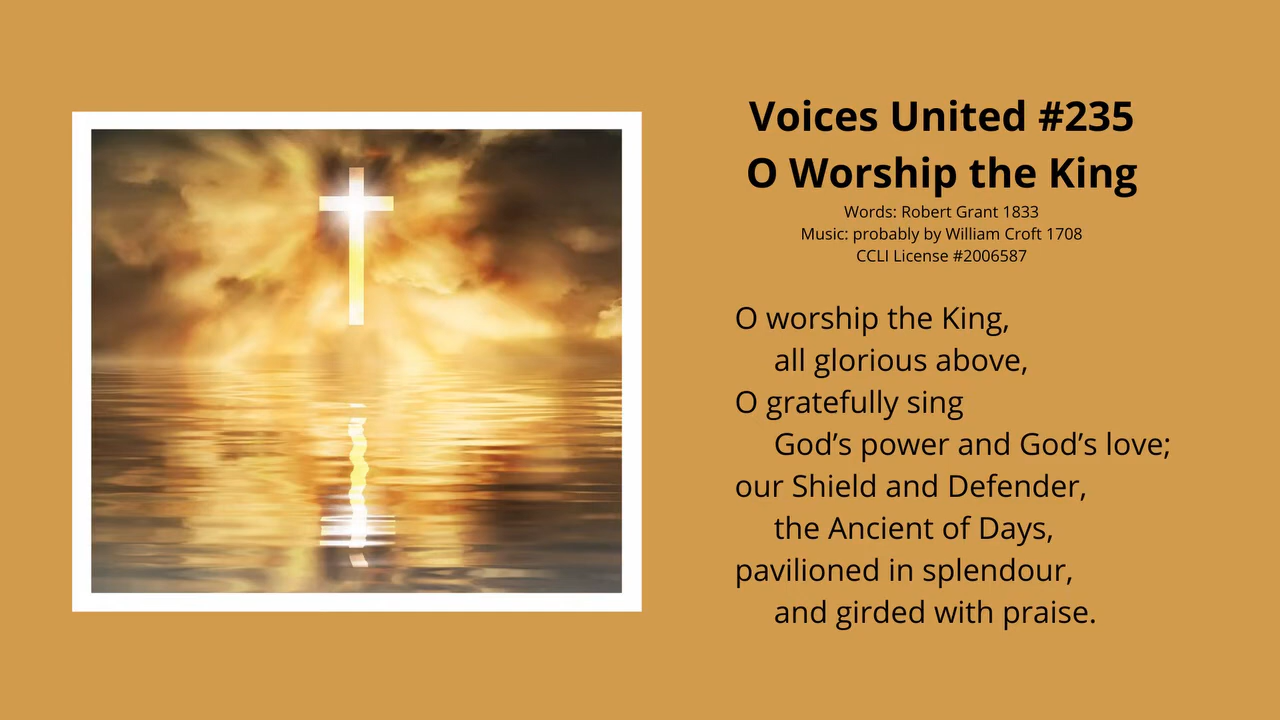 Voices United #235
O Worship the King
Words: Robert Grant 1833
Music: probably by William Croft 1708
CCLI License #2006587
O worship the King,
all glorious above,
O gratefully sing
God’s power and God’s love;
our Shield and Defender,
the Ancient of Days,
pavilioned in splendour,
and girded with praise.